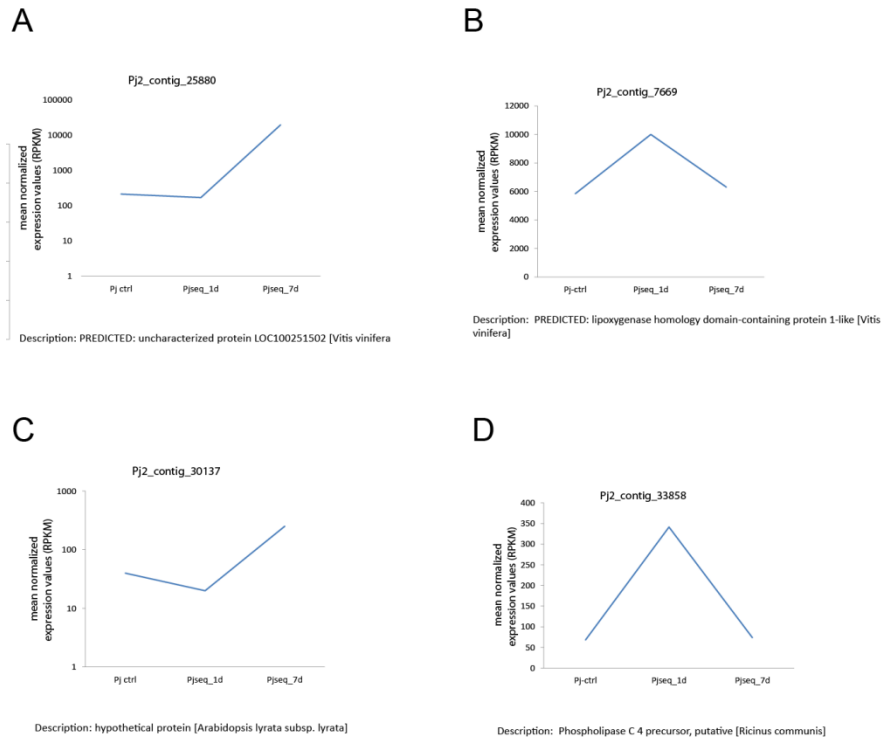 A
Pj2_contig_25880
mean normalized
expression values (RPKM)
100000
10000
1000
100
10
1
Pj ctrl Pjseq_1d Pjseq_7d
Description: PREDICTED: uncharacterized protein LOC100251502 [Vitis vinifera
B
Pj2_contig_7669
mean normalized
expression values (RPKM)
12000
10000
8000
6000
4000
2000
0
Pj-ctrl Pjseq_1d Pjseq_7d
Description: PREDICTED: lipoxygenase homology domain-containing protein 1-like [Vitis
vinifera]
C
Pj2_contig_30137
mean normalized
expression values (RPKM)
1000
100
10
1
Pj ctrl Pjseq_1d Pjseq_7d
Description: hypothetical protein [Arabidopsis lyrata subsp. lyrata]
D
Pj2_contig_33858
mean normalized
expression values (RPKM)
400
350
300
250
200
150
100
50
0
Pj-ctrl Pjseq_1d Pjseq_7d
Description: Phospholipase C 4 precursor, putative [Ricinus communis]